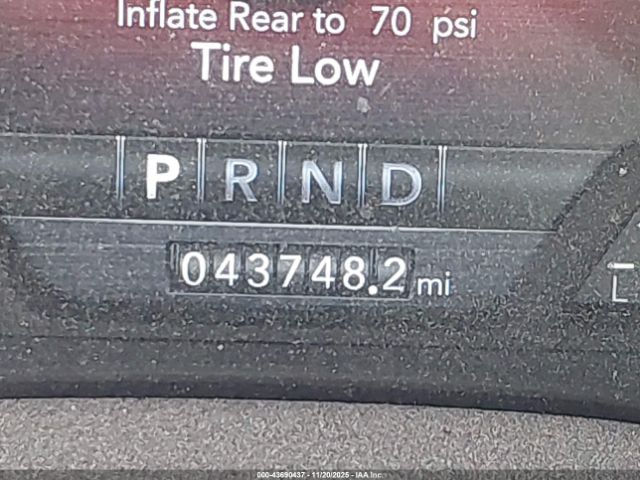 Inflate Rear to 70 psi
Tire Low
P R N D
043748.2 mi
000-43690437 - 11/20/2025 - IAA Inc.